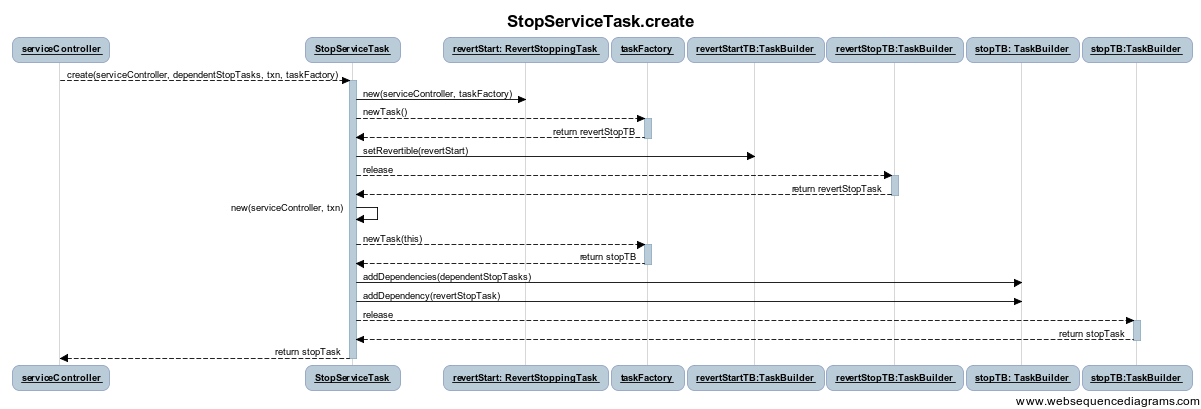 StopServiceTask.create
serviceController StopServiceTask revertStart: RevertStoppingTask taskFactory revertStartTB:TaskBuilder revertStopTB:TaskBuilder stopTB: TaskBuilder stopTB:TaskBuilder
create(serviceController, dependentStopTasks, txn, taskFactory)
new(serviceController, taskFactory)
newTask()
return revertStopTB
setRevertible(revertStart)
release
return revertStopTask
new(serviceController, txn)
newTask(this)
return stopTB
addDependencies(dependentStopTasks)
addDependency(revertStopTask)
release
return stopTask
return stopTask
serviceController StopServiceTask revertStart: RevertStoppingTask taskFactory revertStartTB:TaskBuilder revertStopTB:TaskBuilder stopTB: TaskBuilder stopTB:TaskBuilder
www.websequencediagrams.com